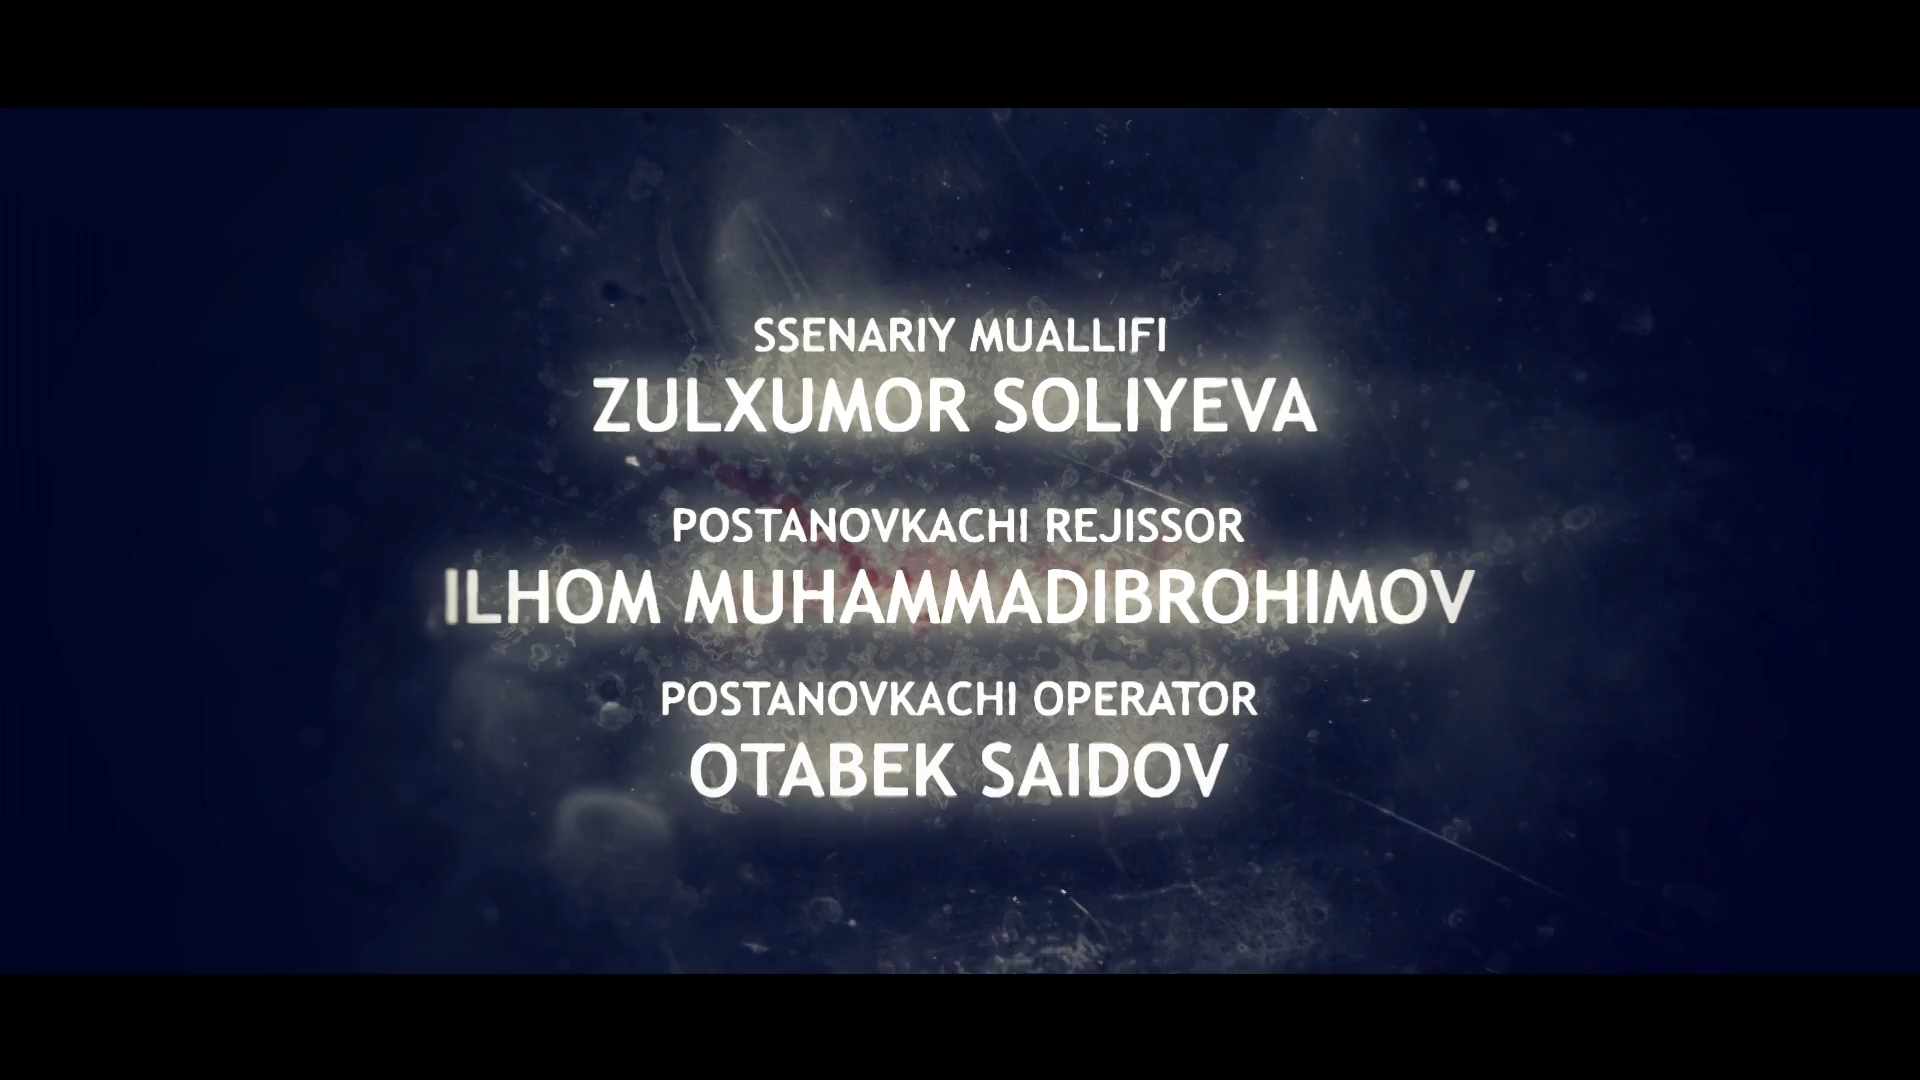 SSENARIY MUALLIFI
ZULXUMOR SOLIYEVA
POSTANOVKACHI REJISSOR
ILHOM MUHAMMADIBROHIMOV
POSTANOVKACHI OPERATOR
OTABEK SAIDOV